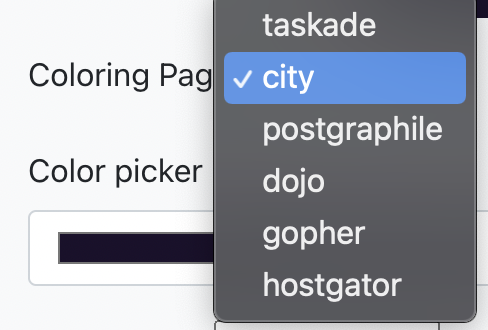 taskade
Coloring Pag
city
postgraphile
Color picker
dojo
gopher
hostgator